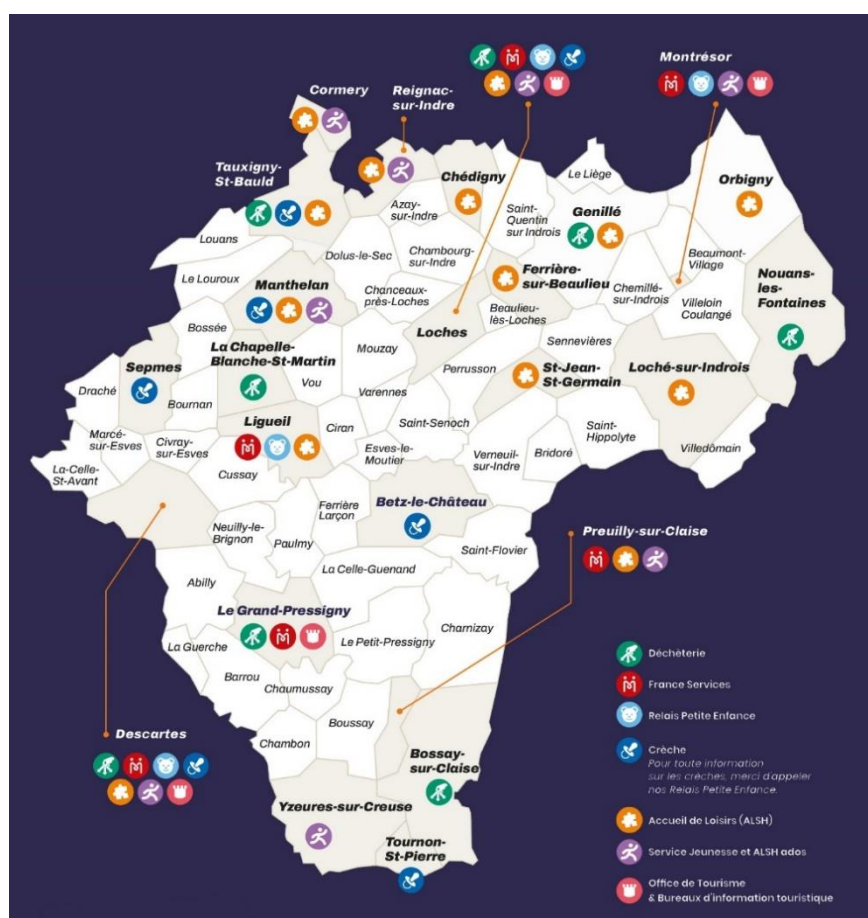 Montrésor
Cormery
Reignac-
sur-Indre
Tauxigny-
St-Bauld
Chédigny
Le Liège
Orbigny
Azay-
sur-Indre
Saint-
Quentin
sur Indrois
Genillé
Louans
Dolus-le-Sec
Chambourg-
sur-Indre
Beaumont-
Village
Le Louroux
Manthelan
Ferrière-
sur-Beaulieu
Chemillé-
sur-Indrois
Nouans-
les-
Fontaines
Chanceaux-
près-Loches
Villeloin
Coulangé
Bossée
Loches
Beaulieu-
lès-Loches
La Chapelle-
Blanche-St-Martin
Mouzay
Sennevières
Sepmes
Vou
Perrusson
St-Jean-
St-Germain
Loché-sur-Indrois
Draché
Bournan
Varennes
Ligueil
Ciran
Saint-Senoch
Saint-
Hippolyte
Marcé-
sur-Esves
Civray-
sur-Esves
Esves-le-
Moutier
Verneuil-
sur-Indre
Bridoré
Villedômain
La-Celle-
St-Avant
Cussay
Ferrière
Larçon
Betz-le-Château
Neuilly-le-
Brignon
Paulmy
Preuilly-sur-Claise
Saint-Flovier
Abilly
La Celle-Guenand
Le Grand-Pressigny
Charnizay
La Guerche
Le Petit-Pressigny
Barrou
Chaumussay
Boussay
Descartes
Chambon
Bossay-
sur-Claise
Yzeures-sur-Creuse
Tournon-
St-Pierre
Déchèterie
France Services
Relais Petite Enfance
Crèche
Pour toute information
sur les crèches, merci d'appeler
nos Relais Petite Enfance.
Accueil de Loisirs (ALSH)
Service Jeunesse et ALSH ados
Office de Tourisme
& Bureaux d'information touristique